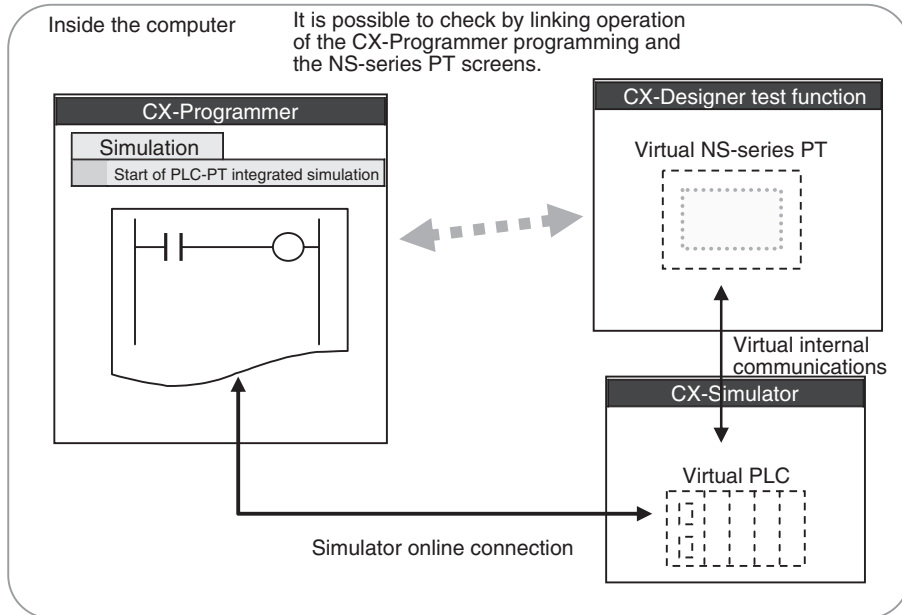 Inside the computer
It is possible to check by linking operation
of the CX-Programmer programming and
the NS-series PT screens.
CX-Programmer
Simulation
Start of PLC-PT integrated simulation
CX-Designer test function
Virtual NS-series PT
Virtual internal
communications
CX-Simulator
Virtual PLC
Simulator online connection